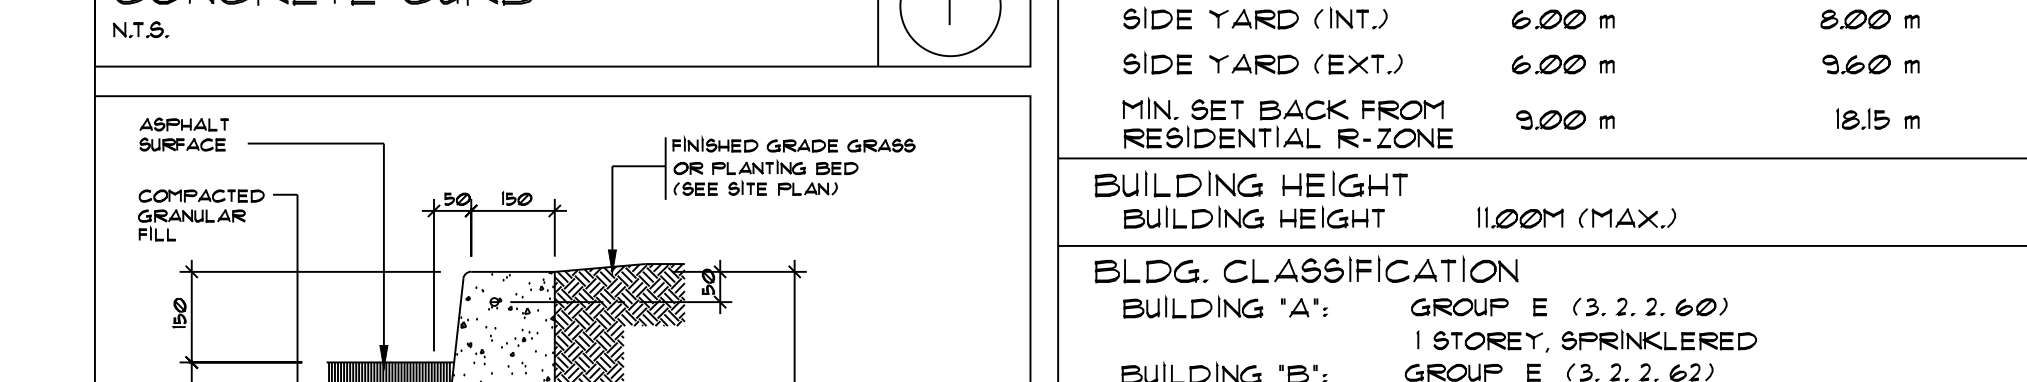 CONCRETE CURB
N.T.S.
1
ASPHALT
SURFACE
COMPACTED
GRANULAR
FILL
FINISHED GRADE GRASS
OR PLANTING BED
(SEE SITE PLAN)
50 150
50
150
SIDE YARD (INT.) 6.00 m 8.00 m
SIDE YARD (EXT.) 6.00 m 9.60 m
MIN. SET BACK FROM
RESIDENTIAL R-ZONE 9.00 m 18.15 m
BUILDING HEIGHT
BUILDING HEIGHT 11.00M (MAX.)
BLDG. CLASSIFICATION
BUILDING "A": GROUP E (3.2.2.60)
1 STOREY, SPRINKLERED
BUILDING "B": GROUP E (3.2.2.62)